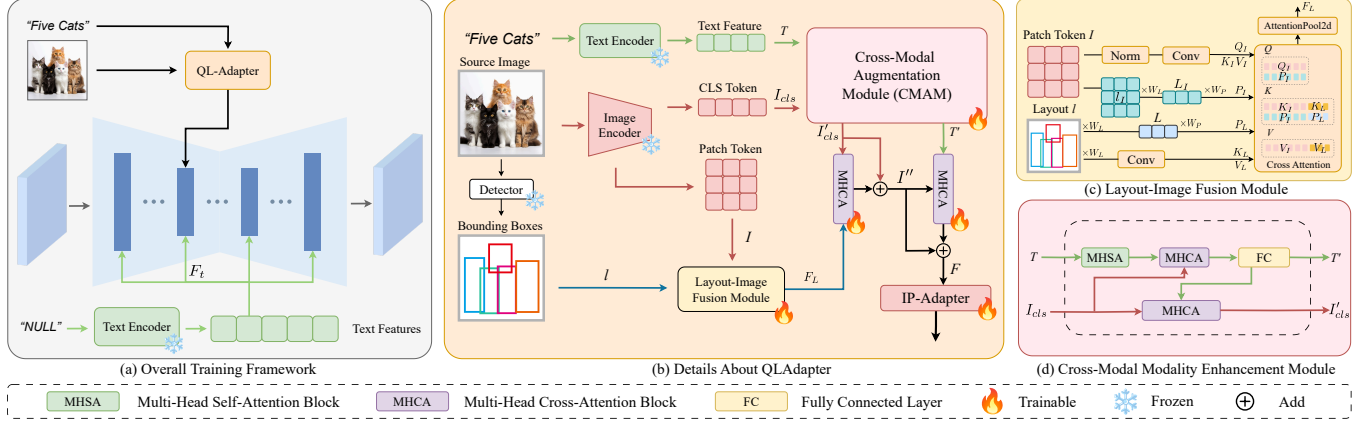 "Five Cats"
QL-Adapter
F_t
"NULL"
Text Encoder
Text Features
(a) Overall Training Framework
"Five Cats"
Text Encoder
Text Feature
T
Source Image
Image Encoder
CLS Token
I_cls
Cross-Modal
Augmentation
Module (CMAM)
Patch Token
I'_cls
T'
MHCA
I''
MHCA
Detector
Bounding Boxes
I
l
Layout-Image
Fusion Module
F_L
F
IP-Adapter
(b) Details About QLAdapter
F_L
AttentionPool2d
Patch Token I
Norm
Conv
Q_I
K_I V_I
Q
Q_I
P_I
l_I
×W_L
L_I
×W_P
P_I
K
K_I
K_L
P_I
P_L
Layout l
×W_L
L
×W_P
P_L
V
V_I
V_L
×W_L
Conv
K_L
V_L
Cross Attention
(c) Layout-Image Fusion Module
T
MHSA
MHCA
FC
T'
I_cls
MHCA
I'_cls
(d) Cross-Modal Modality Enhancement Module
MHSA Multi-Head Self-Attention Block MHCA Multi-Head Cross-Attention Block FC Fully Connected Layer Trainable Frozen Add